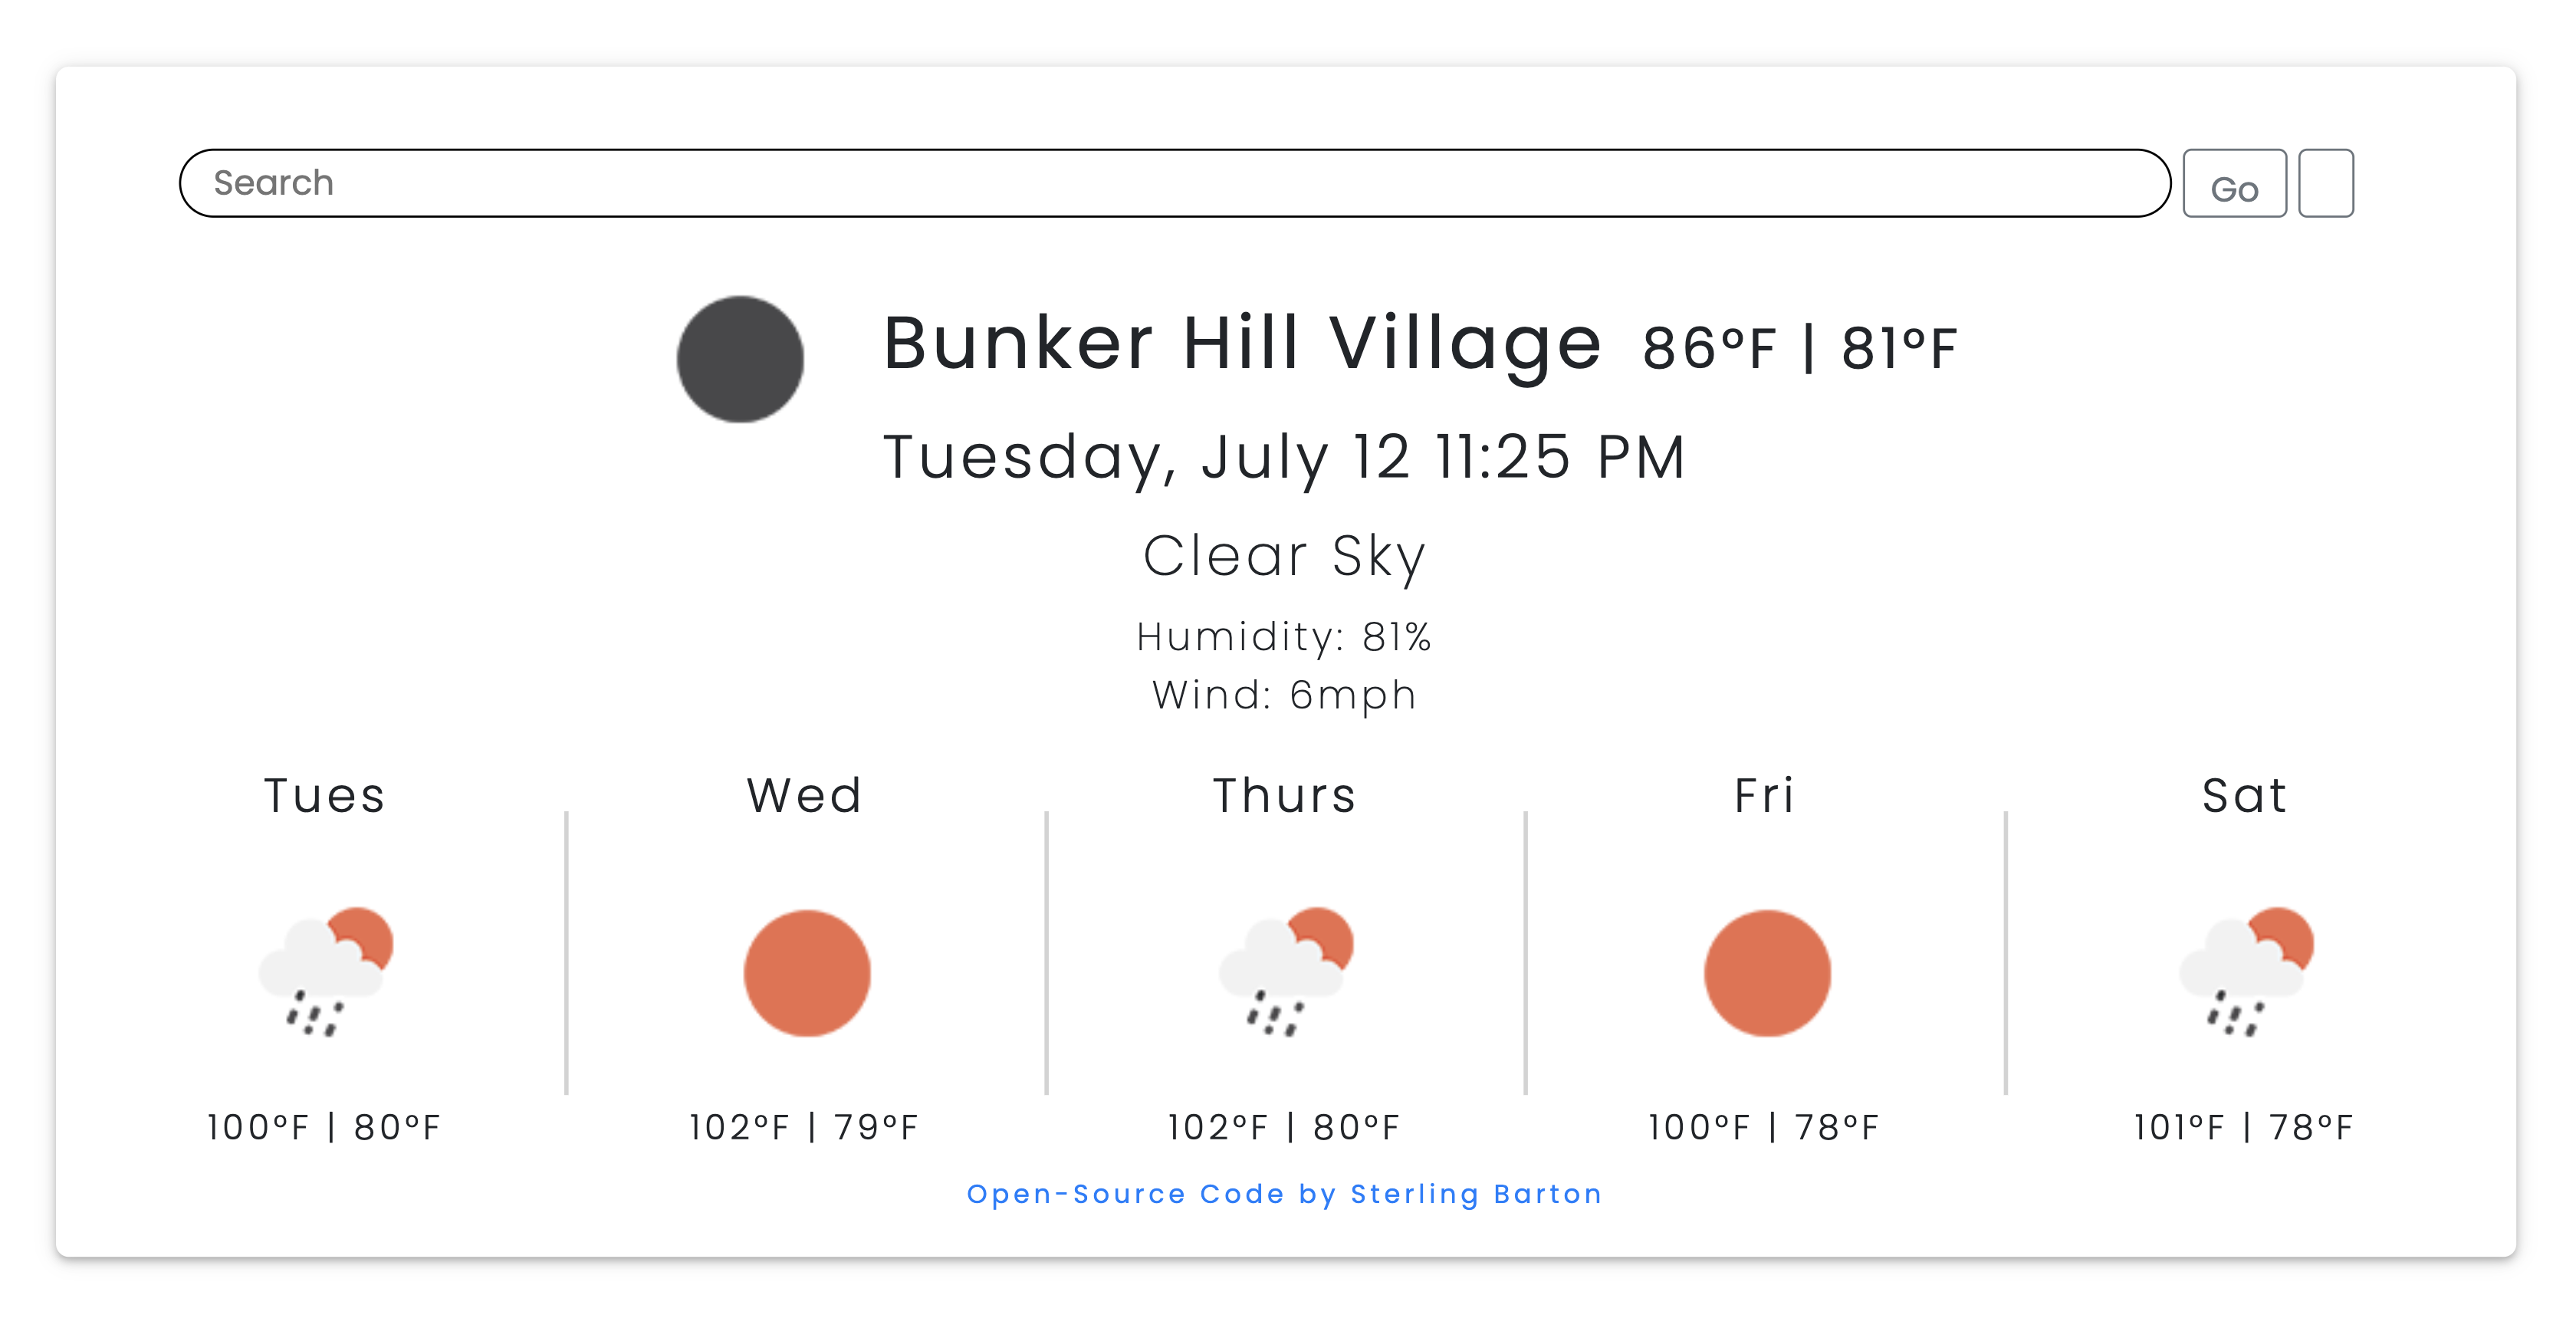 Search
Go
Bunker Hill Village 86°F | 81°F
Tuesday, July 12 11:25 PM
Clear Sky
Humidity: 81%
Wind: 6mph
Tues Wed Thurs Fri Sat
100°F | 80°F 102°F | 79°F 102°F | 80°F 100°F | 78°F 101°F | 78°F
Open-Source Code by Sterling Barton